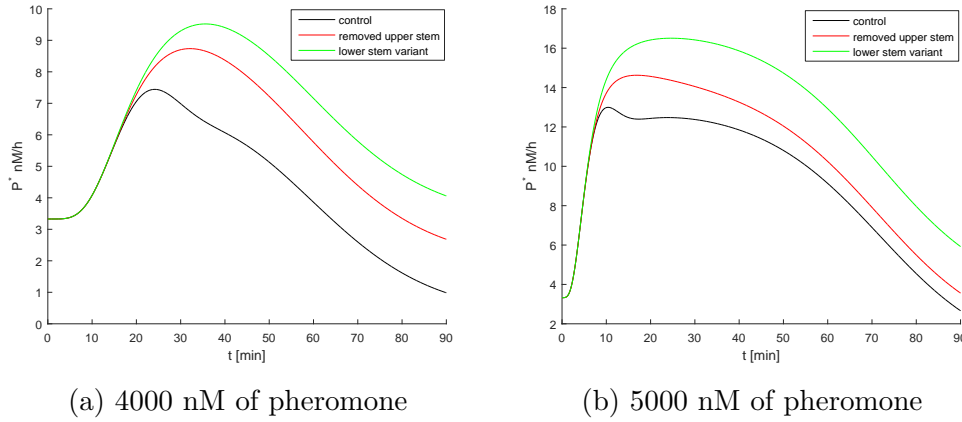 control
removed upper stem
lower stem variant
P* nM/h
10
9
8
7
6
5
4
3
2
1
0
0 10 20 30 40 50 60 70 80 90
t [min]
(a) 4000 nM of pheromone
control
removed upper stem
lower stem variant
P* nM/h
18
16
14
12
10
8
6
4
2
0 10 20 30 40 50 60 70 80 90
t [min]
(b) 5000 nM of pheromone